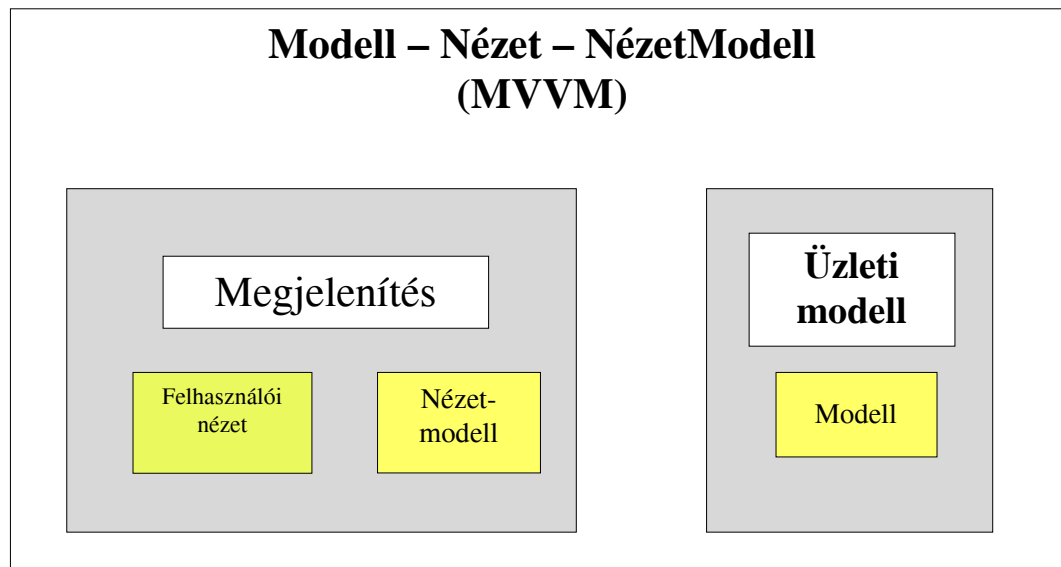 Modell – Nézet – NézetModell
(MVVM)
Megjelenítés
Felhasználói
nézet
Nézet-
modell
Üzleti
modell
Modell